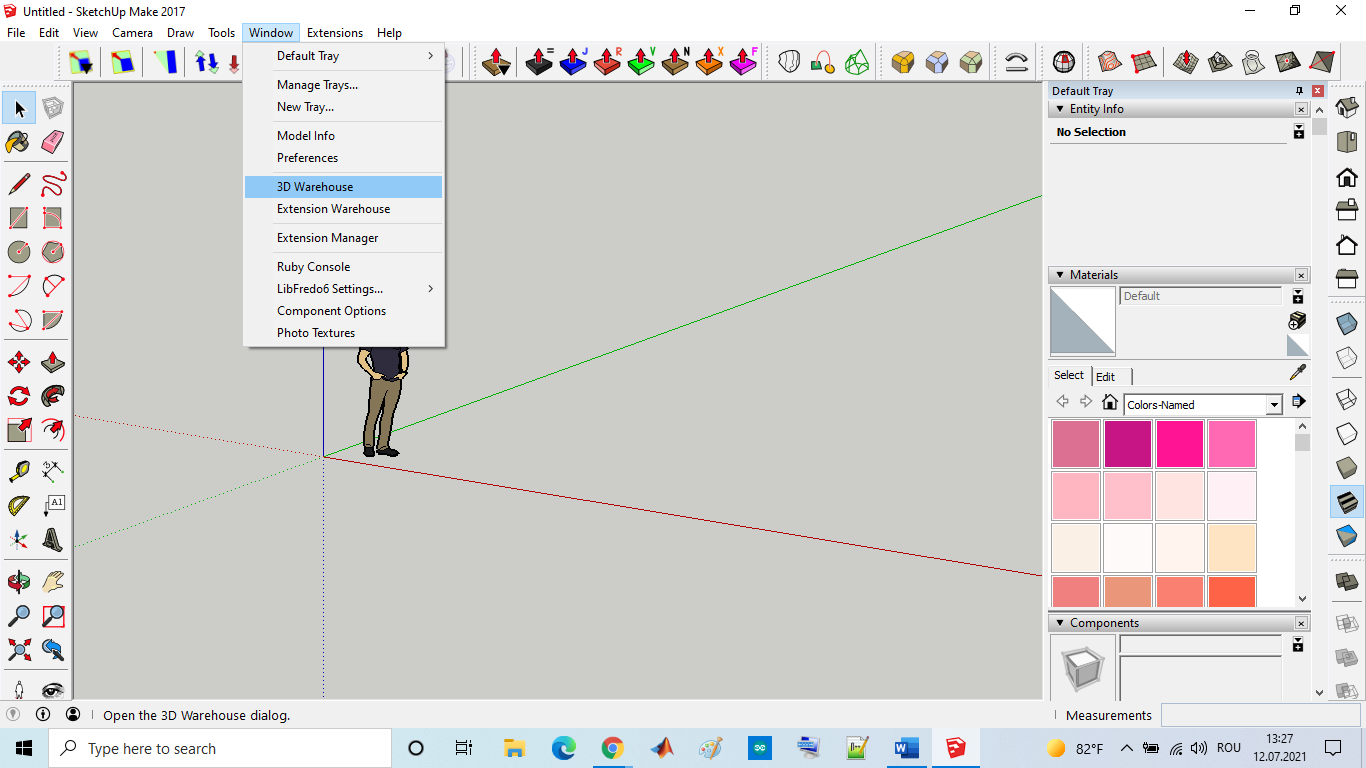 Untitled - SketchUp Make 2017
File Edit View Camera Draw Tools Window Extensions Help
= J R V N X F
Default Tray
Manage Trays...
New Tray...
Model Info
Preferences
3D Warehouse
Extension Warehouse
Extension Manager
Ruby Console
LibFredo6 Settings...
Component Options
Photo Textures
A1
Default Tray
Entity Info
No Selection
Materials
Default
Select Edit
Colors-Named
Components
Open the 3D Warehouse dialog.
Measurements
Type here to search
82°F
ROU
13:27
12.07.2021